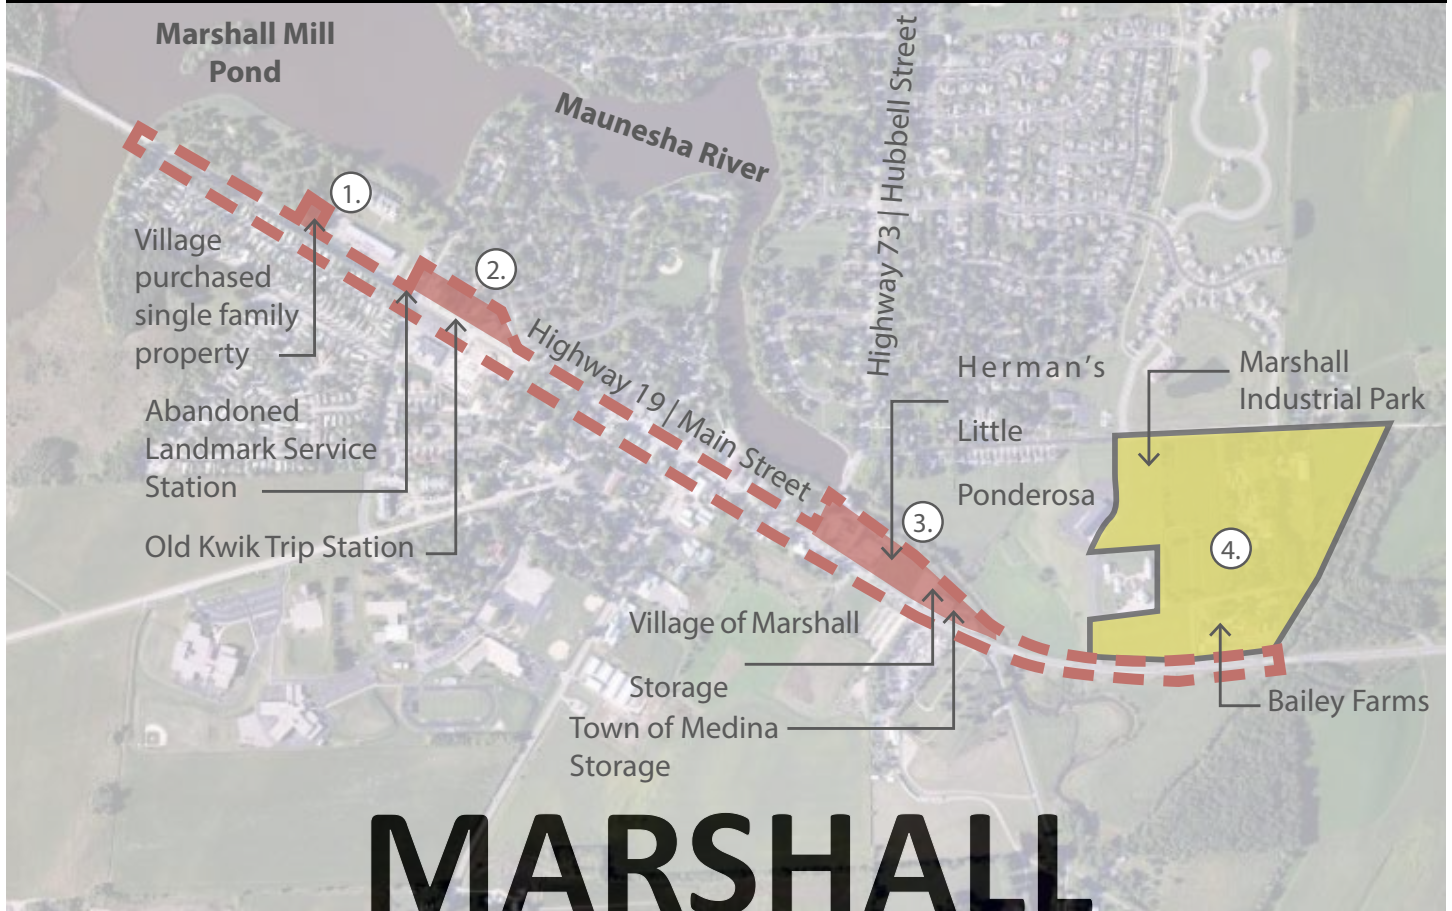 Marshall Mill
Pond
Maunesha River
Highway 73 | Hubbell Street
1.
Village
purchased
single family
property
2.
Highway 19 | Main Street
Abandoned
Landmark Service
Station
Old Kwik Trip Station
Herman's
Little
Ponderosa
Marshall
Industrial Park
3.
4.
Village of Marshall
Storage
Town of Medina
Storage
Bailey Farms
MARSHALL